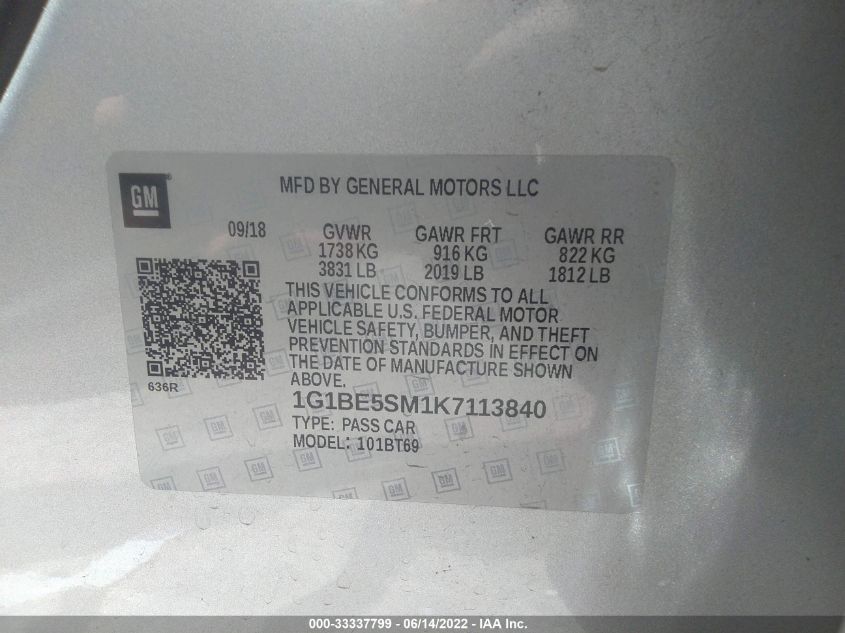 GM
MFD BY GENERAL MOTORS LLC
09/18 GVWR GAWR FRT GAWR RR
1738 KG 916 KG 822 KG
3831 LB 2019 LB 1812 LB
THIS VEHICLE CONFORMS TO ALL
APPLICABLE U.S. FEDERAL MOTOR
VEHICLE SAFETY, BUMPER, AND THEFT
PREVENTION STANDARDS IN EFFECT ON
THE DATE OF MANUFACTURE SHOWN
ABOVE.
636R
1G1BE5SM1K7113840
TYPE: PASS CAR
MODEL: 101BT69
000-33337799 - 06/14/2022 - IAA Inc.